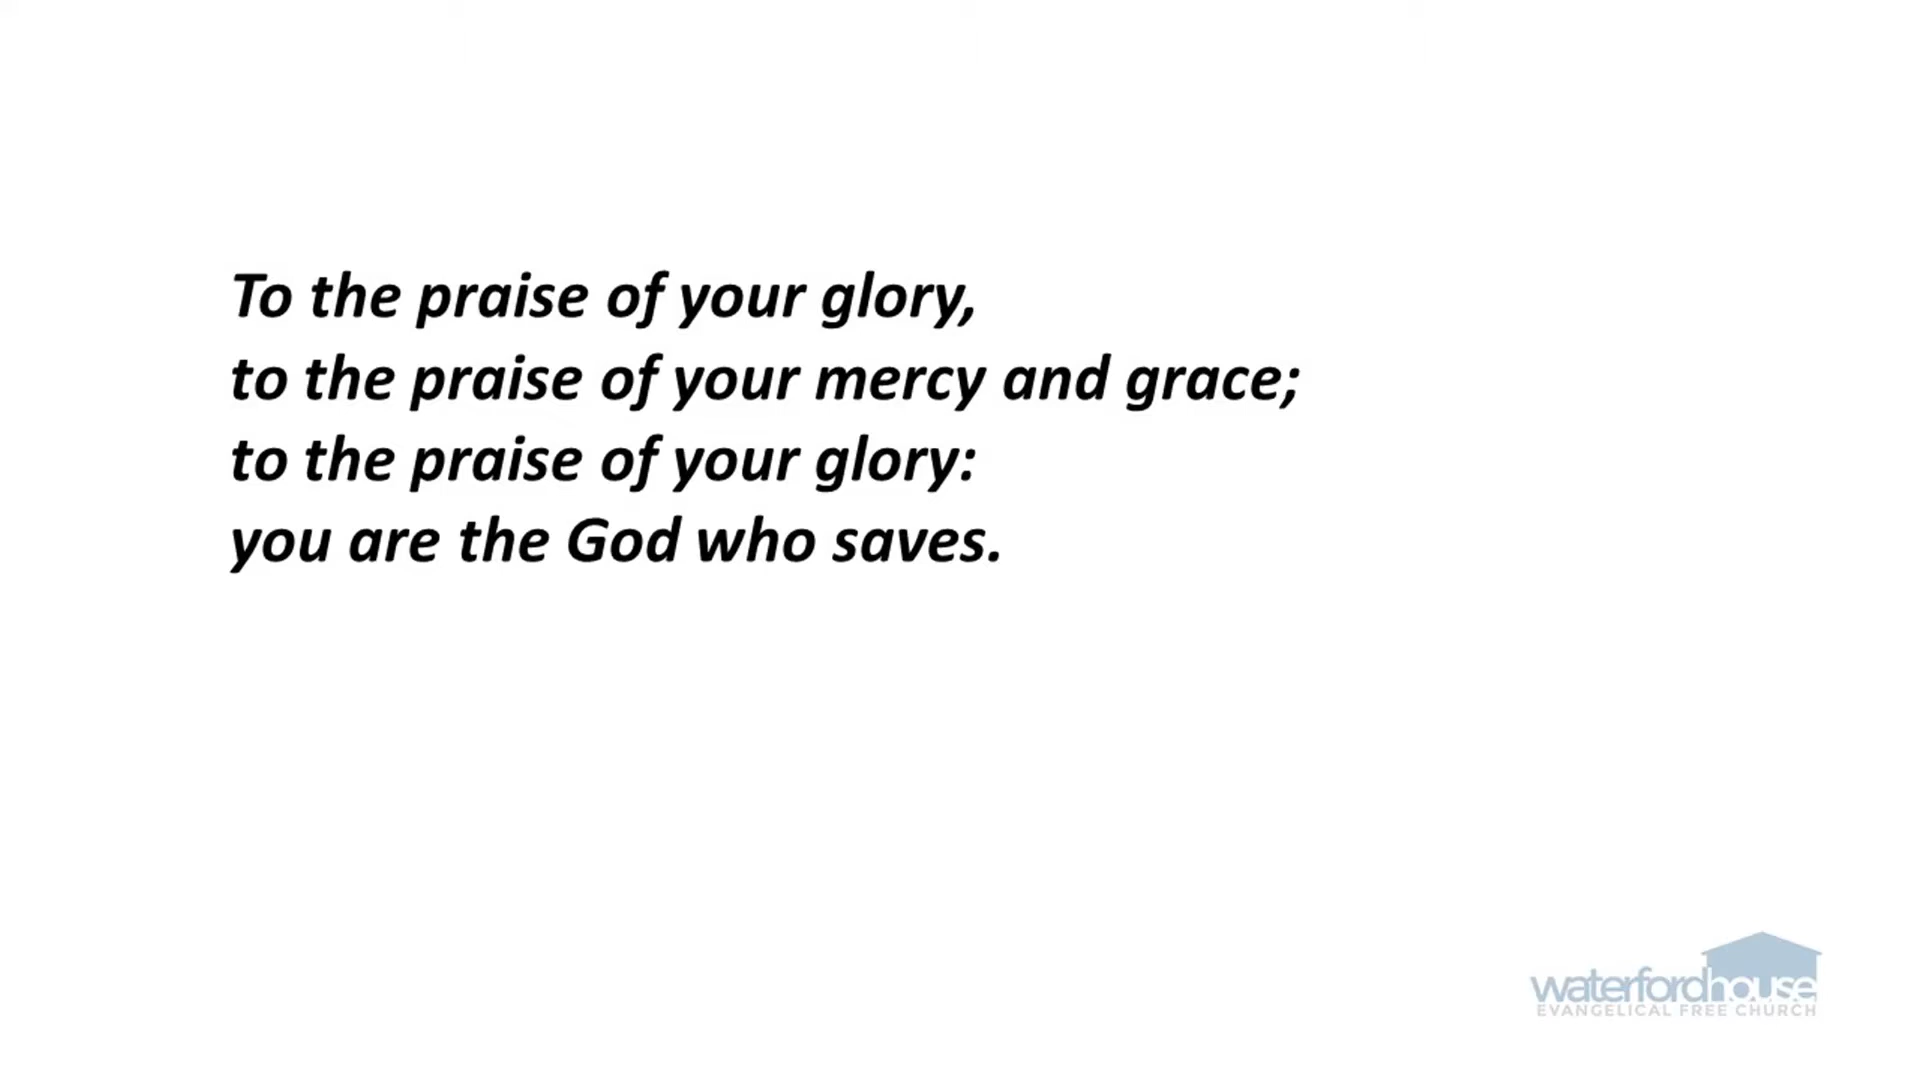 To the praise of your glory,
to the praise of your mercy and grace;
to the praise of your glory:
you are the God who saves.
waterfordhouse
EVANGELICAL FREE CHURCH